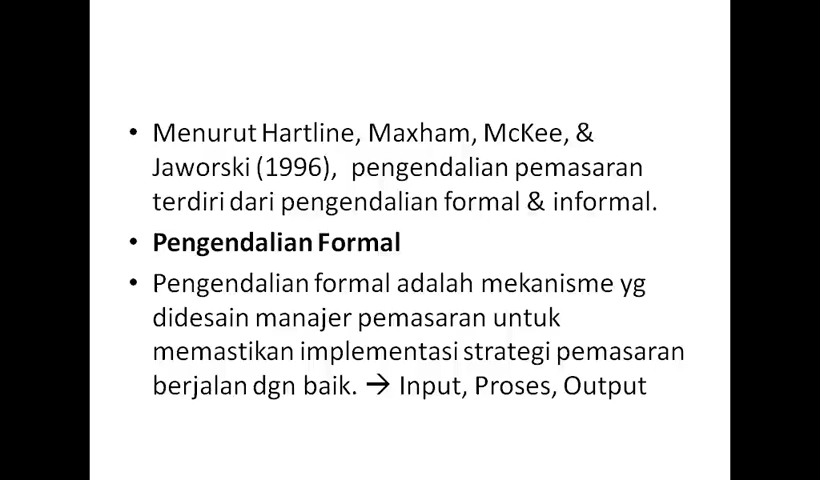 • Menurut Hartline, Maxham, McKee, &
Jaworski (1996), pengendalian pemasaran
terdiri dari pengendalian formal & informal.
• Pengendalian Formal
• Pengendalian formal adalah mekanisme yg
didesain manajer pemasaran untuk
memastikan implementasi strategi pemasaran
berjalan dgn baik. → Input, Proses, Output